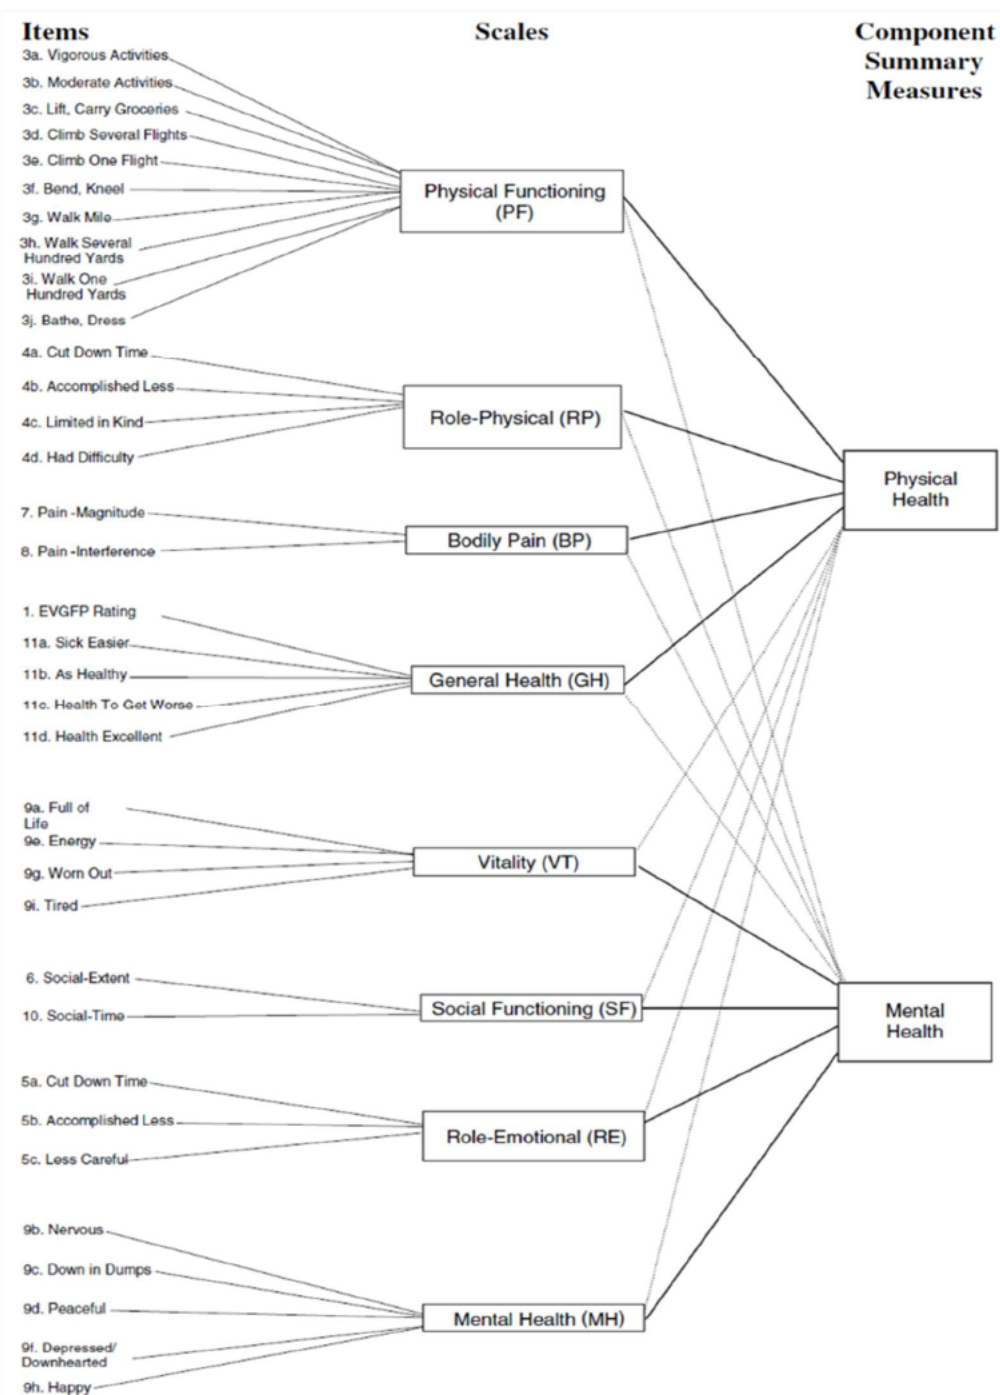 Items
Scales
Component
Summary
Measures
3a. Vigorous Activities
3b. Moderate Activities
3c. Lift, Carry Groceries
3d. Climb Several Flights
3e. Climb One Flight
3f. Bend, Kneel
3g. Walk Mile
3h. Walk Several
Hundred Yards
3i. Walk One
Hundred Yards
3j. Bathe, Dress
Physical Functioning
(PF)
4a. Cut Down Time
4b. Accomplished Less
4c. Limited in Kind
4d. Had Difficulty
Role-Physical (RP)
Physical
Health
7. Pain -Magnitude
8. Pain -Interference
Bodily Pain (BP)
1. EVGFP Rating
11a. Sick Easier
11b. As Healthy
11c. Health To Get Worse
11d. Health Excellent
General Health (GH)
9a. Full of
Life
9e. Energy
9g. Worn Out
9i. Tired
Vitality (VT)
6. Social-Extent
10. Social-Time
Social Functioning (SF)
Mental
Health
5a. Cut Down Time
5b. Accomplished Less
5c. Less Careful
Role-Emotional (RE)
9b. Nervous
9c. Down in Dumps
9d. Peaceful
9f. Depressed/
Downhearted
9h. Happy
Mental Health (MH)